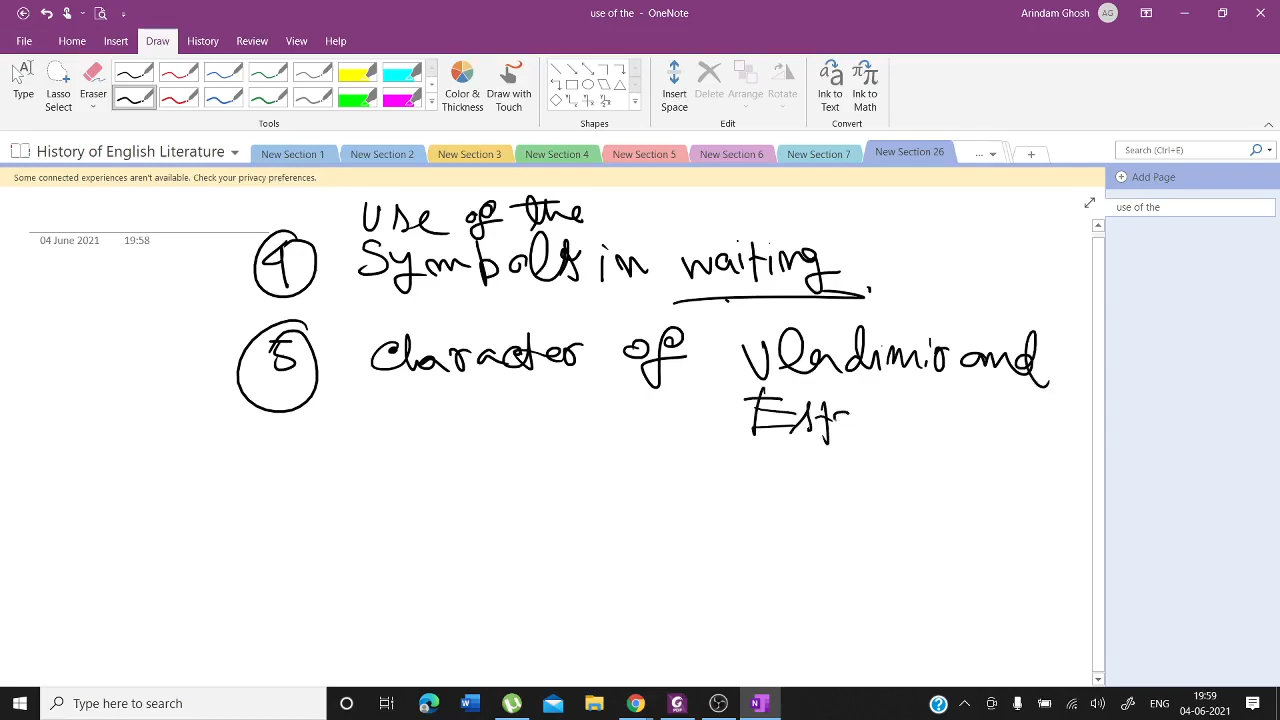 use of the - OneNote
Arindam Ghosh AG
File Home Insert Draw History Review View Help
Type Lasso Select Eraser Color & Thickness Draw with Touch Insert Space Delete Arrange Rotate Ink to Text Ink to Math
Tools Shapes Edit Convert
History of English Literature New Section 1 New Section 2 New Section 3 New Section 4 New Section 5 New Section 6 New Section 7 New Section 26 ... + Search (Ctrl+E)
Some connected experiences aren't available. Check your privacy preferences.
Add Page
use of the
04 June 2021 19:58
Use of the
4 Symbols in waiting.
5 Character of Vladimir and
Est
Type here to search
ENG 19:59
04-06-2021